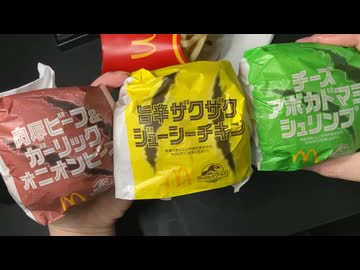 肉厚ビーフ&
ガーリック
オニオン
旨辛ザクザク
ジューシーチキン
チーズ
アボカド
シュリンプ